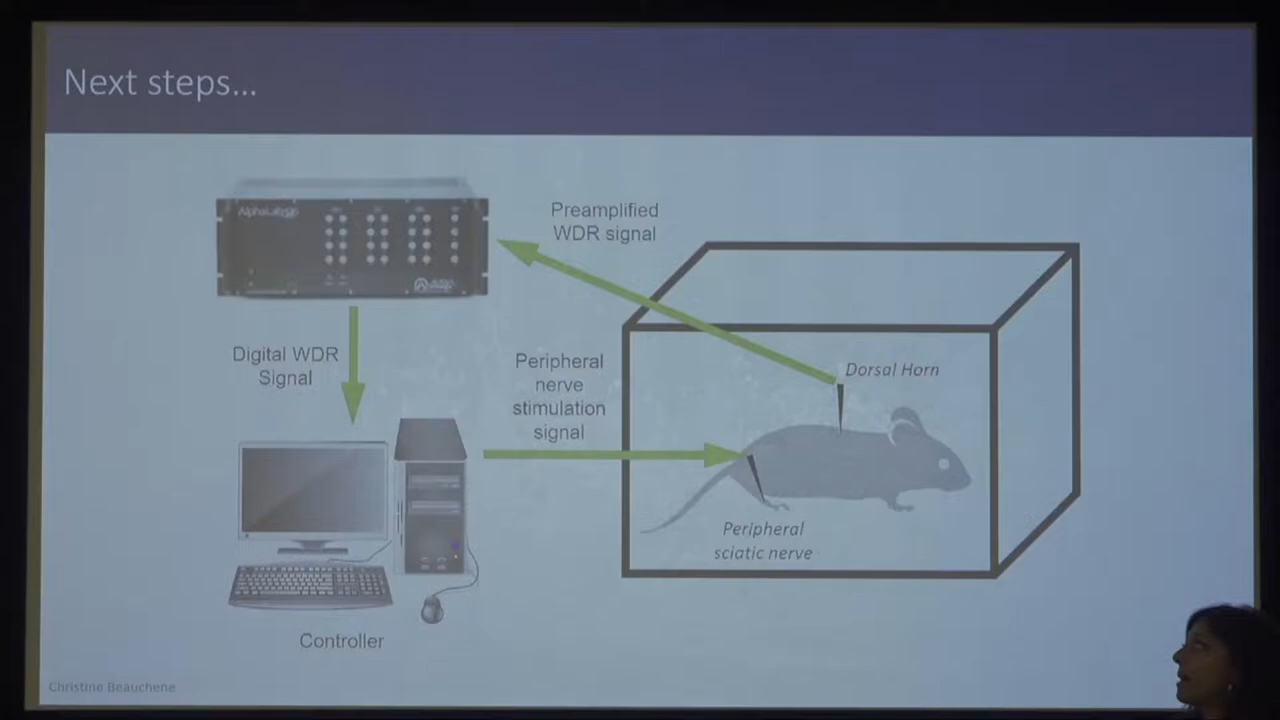 Next steps...
Preamplified
WDR signal
Digital WDR
Signal
Peripheral
nerve
stimulation
signal
Dorsal Horn
Peripheral
sciatic nerve
Controller
Christine Beauchene